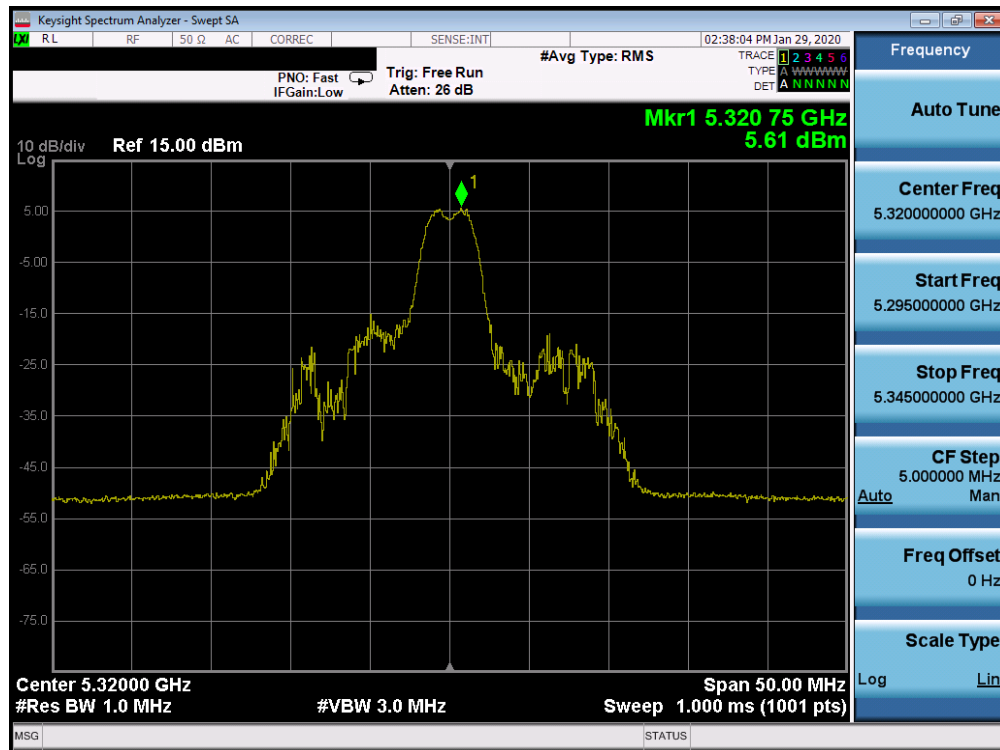 Keysight Spectrum Analyzer - Swept SA
LXI RL RF 50 Ω AC CORREC SENSE:INT 02:38:04 PM Jan 29, 2020
#Avg Type: RMS TRACE 1 2 3 4 5 6
PNO: Fast Trig: Free Run TYPE A WWWWW
IFGain:Low Atten: 26 dB DET A N N N N N
Mkr1 5.320 75 GHz
5.61 dBm
10 dB/div Ref 15.00 dBm
Log
1
5.00
-5.00
-15.0
-25.0
-35.0
-45.0
-55.0
-65.0
-75.0
Center 5.32000 GHz Span 50.00 MHz
#Res BW 1.0 MHz #VBW 3.0 MHz Sweep 1.000 ms (1001 pts)
MSG STATUS
Frequency
Auto Tune
Center Freq
5.320000000 GHz
Start Freq
5.295000000 GHz
Stop Freq
5.345000000 GHz
CF Step
5.000000 MHz
Auto Man
Freq Offset
0 Hz
Scale Type
Log Lin